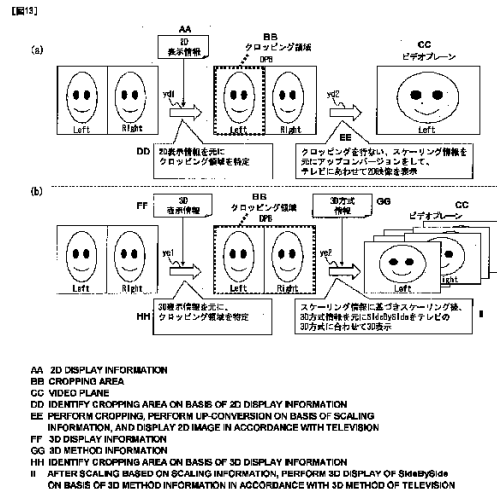 【図13】
AA
BB
CC
2D
表示情報
クロッピング領域
DPB
ビデオプレーン
(a)
yd1
yd2
Left
Right
Left
Right
Left
DD
2D表示情報を元に
クロッピング領域を特定
EE
クロッピングを行ない、スケーリング情報を
元にアップコンバージョンをして、
テレビにあわせて2D映像を表示
(b)
FF
3D
表示情報
BB
クロッピング領域
DPB
3D方式
情報
GG
CC
ビデオプレーン
ye1
ye2
Left
Right
Left
Right
Left
HH
3D表示情報を元に、
クロッピング領域を特定
スケーリング情報に基づきスケーリング後、
3D方式情報を元にSideBySideをテレビの
3D方式に合わせて3D表示
II
AA 2D DISPLAY INFORMATION
BB CROPPING AREA
CC VIDEO PLANE
DD IDENTIFY CROPPING AREA ON BASIS OF 2D DISPLAY INFORMATION
EE PERFORM CROPPING, PERFORM UP-CONVERSION ON BASIS OF SCALING
INFORMATION, AND DISPLAY 2D IMAGE IN ACCORDANCE WITH TELEVISION
FF 3D DISPLAY INFORMATION
GG 3D METHOD INFORMATION
HH IDENTIFY CROPPING AREA ON BASIS OF 3D DISPLAY INFORMATION
II AFTER SCALING BASED ON SCALING INFORMATION, PERFORM 3D DISPLAY OF SideBySide
ON BASIS OF 3D METHOD INFORMATION IN ACCORDANCE WITH 3D METHOD OF TELEVISION